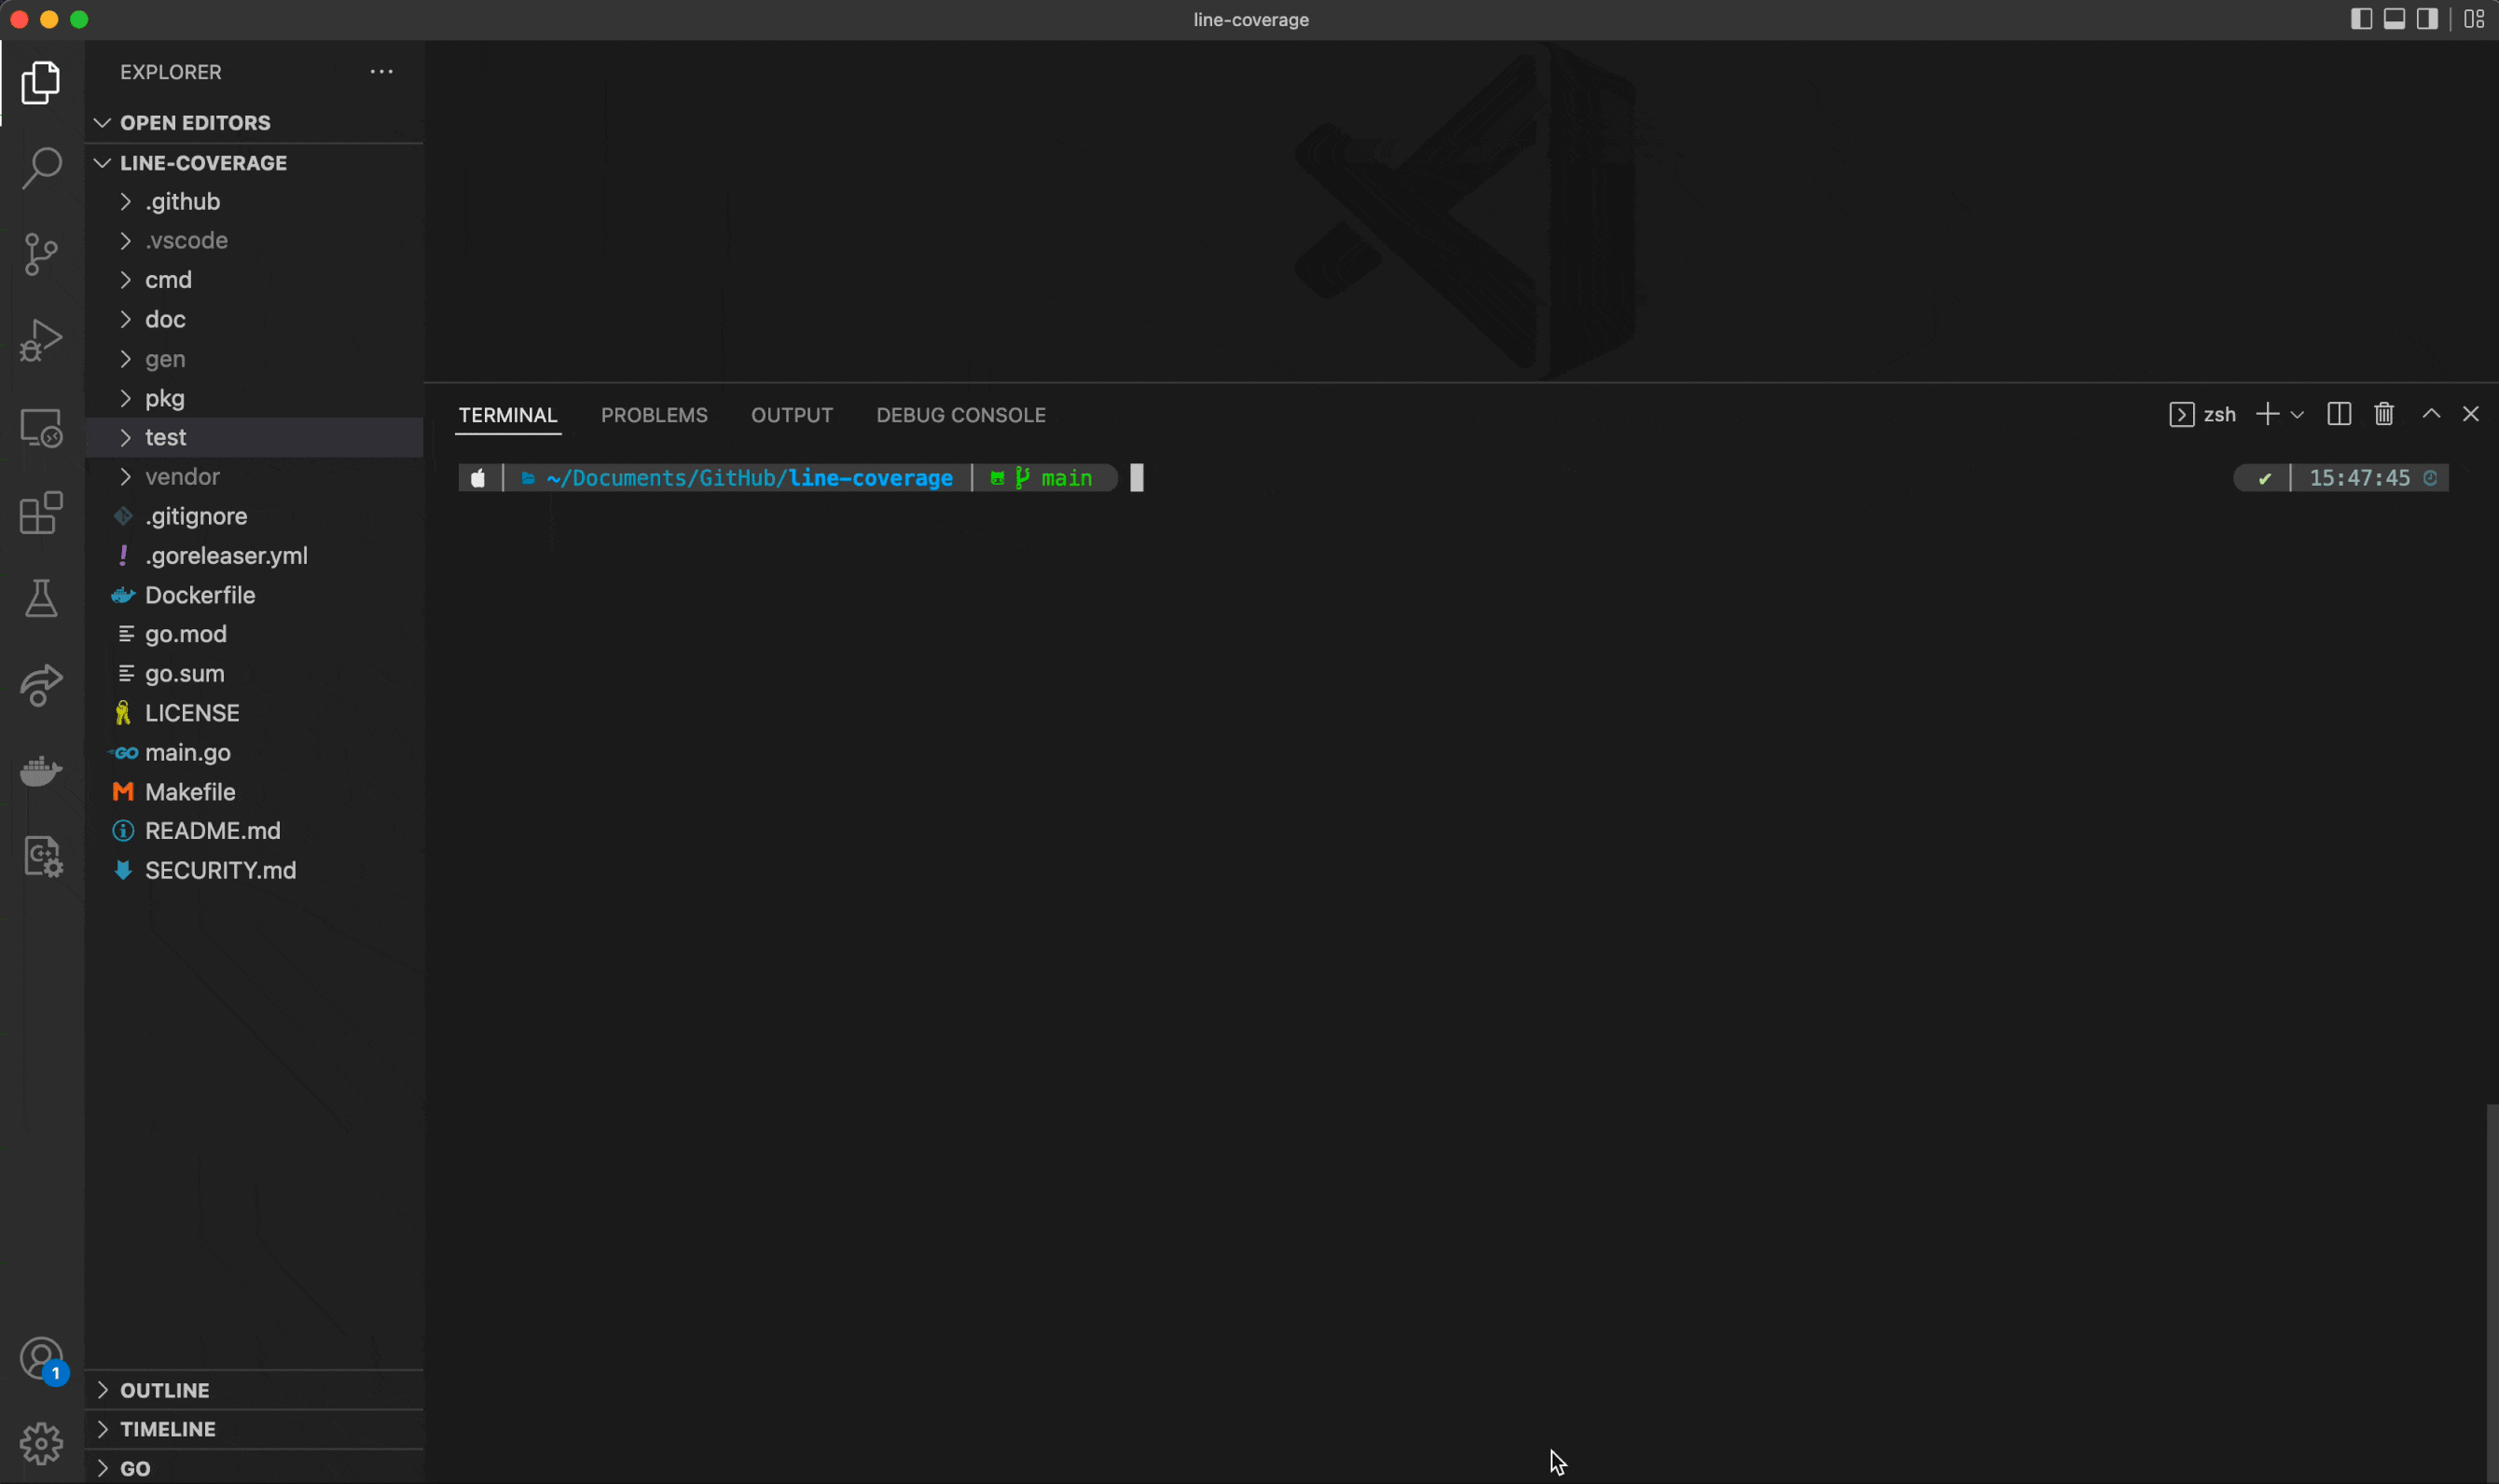 line-coverage
EXPLORER
OPEN EDITORS
LINE-COVERAGE
.github
.vscode
cmd
doc
gen
pkg
test
vendor
.gitignore
.goreleaser.yml
Dockerfile
go.mod
go.sum
LICENSE
GO main.go
Makefile
README.md
SECURITY.md
OUTLINE
TIMELINE
GO
1
TERMINAL PROBLEMS OUTPUT DEBUG CONSOLE zsh
~/Documents/GitHub/line-coverage main 15:47:45